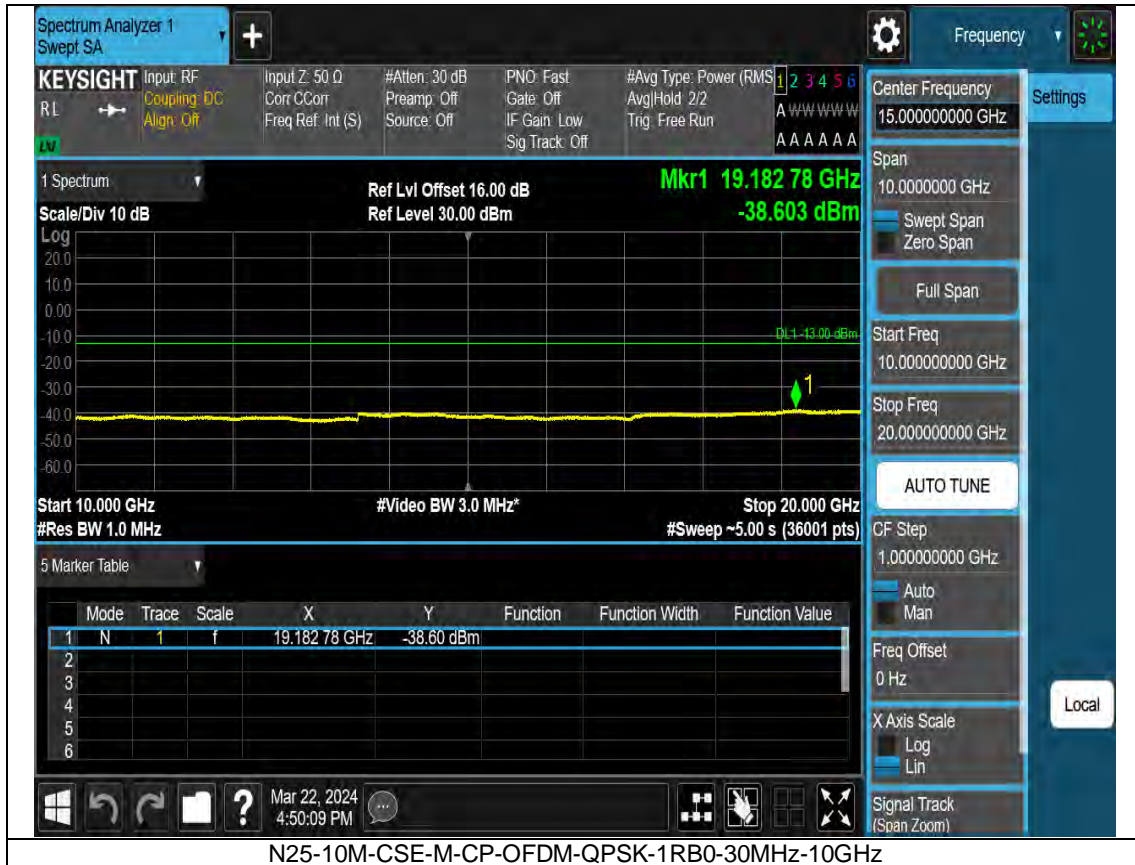 Spectrum Analyzer 1
Swept SA
Frequency
KEYSIGHT
RL
Input: RF
Coupling: DC
Align: Off
Input Z: 50 Ω
Corr CCorr
Freq Ref: Int (S)
#Atten: 30 dB
Preamp: Off
Source: Off
PNO: Fast
Gate: Off
IF Gain: Low
Sig Track: Off
#Avg Type: Power (RMS
Avg|Hold: 2/2
Trig: Free Run
1 2 3 4 5 6
A W W W W W
A A A A A A
1 Spectrum
Scale/Div 10 dB
Ref Lvl Offset 16.00 dB
Ref Level 30.00 dBm
Mkr1 19.182 78 GHz
-38.603 dBm
Log
20.0
10.0
0.00
-10.0
-20.0
-30.0
-40.0
-50.0
-60.0
DL1 -13.00 dBm
1
Start 10.000 GHz
#Res BW 1.0 MHz
#Video BW 3.0 MHz*
Stop 20.000 GHz
#Sweep ~5.00 s (36001 pts)
5 Marker Table
Mode Trace Scale X Y Function Function Width Function Value
1 N 1 f 19.182 78 GHz -38.60 dBm
2
3
4
5
6
Mar 22, 2024
4:50:09 PM
Center Frequency
15.000000000 GHz
Settings
Span
10.0000000 GHz
Swept Span
Zero Span
Full Span
Start Freq
10.000000000 GHz
Stop Freq
20.000000000 GHz
AUTO TUNE
CF Step
1.000000000 GHz
Auto
Man
Freq Offset
0 Hz
X Axis Scale
Log
Lin
Local
Signal Track
(Span Zoom)
N25-10M-CSE-M-CP-OFDM-QPSK-1RB0-30MHz-10GHz